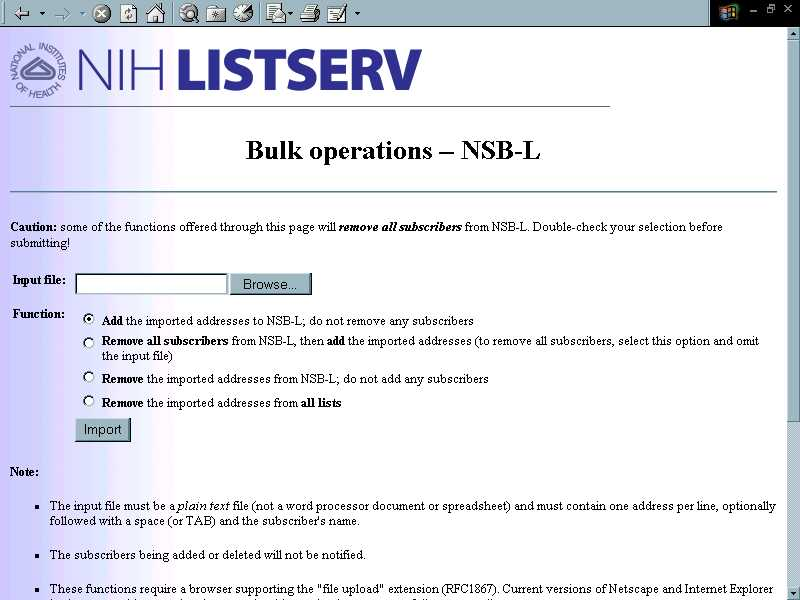 NATIONAL INSTITUTES OF HEALTH
NIH LISTSERV
Bulk operations – NSB-L
Caution: some of the functions offered through this page will remove all subscribers from NSB-L. Double-check your selection before
submitting!
Input file: Browse...
Function: Add the imported addresses to NSB-L; do not remove any subscribers
Remove all subscribers from NSB-L, then add the imported addresses (to remove all subscribers, select this option and omit
the input file)
Remove the imported addresses from NSB-L; do not add any subscribers
Remove the imported addresses from all lists
Import
Note:
The input file must be a plain text file (not a word processor document or spreadsheet) and must contain one address per line, optionally
followed with a space (or TAB) and the subscriber's name.
The subscribers being added or deleted will not be notified.
These functions require a browser supporting the "file upload" extension (RFC1867). Current versions of Netscape and Internet Explorer